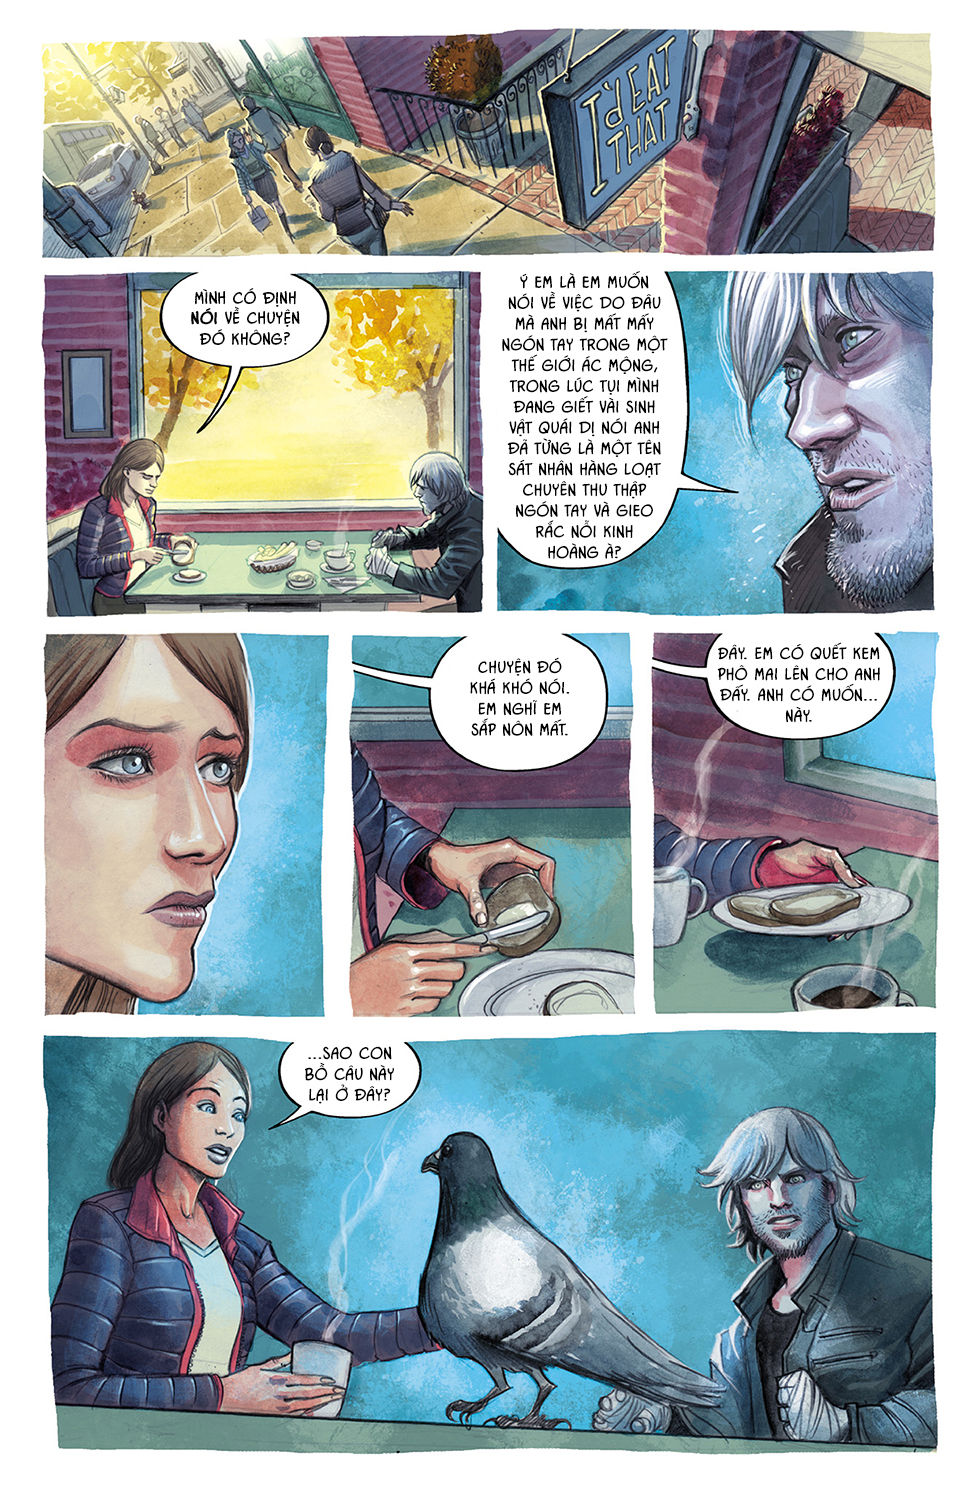 I'D EAT
THAT
MÌNH CÓ ĐỊNH
NÓI VỀ CHUYỆN
ĐÓ KHÔNG?
Ý EM LÀ EM MUỐN
NÓI VỀ VIỆC DO ĐÂU
MÀ ANH BỊ MẤT MẤY
NGÓN TAY TRONG MỘT
THẾ GIỚI ÁC MỘNG,
TRONG LÚC TỤI MÌNH
ĐANG GIẾT VÀI SINH
VẬT QUÁI DỊ NÓI ANH
ĐÃ TỪNG LÀ MỘT TÊN
SÁT NHÂN HÀNG LOẠT
CHUYÊN THU THẬP
NGÓN TAY VÀ GIEO
RẮC NỖI KINH
HOÀNG À?
CHUYỆN ĐÓ
KHÁ KHÓ NÓI.
EM NGHĨ EM
SẮP NÔN MẤT.
ĐÂY. EM CÓ QUẾT KEM
PHÔ MAI LÊN CHO ANH
ĐẤY. ANH CÓ MUỐN...
NÀY.
...SAO CON
BỒ CÂU NÀY
LẠI Ở ĐÂY?